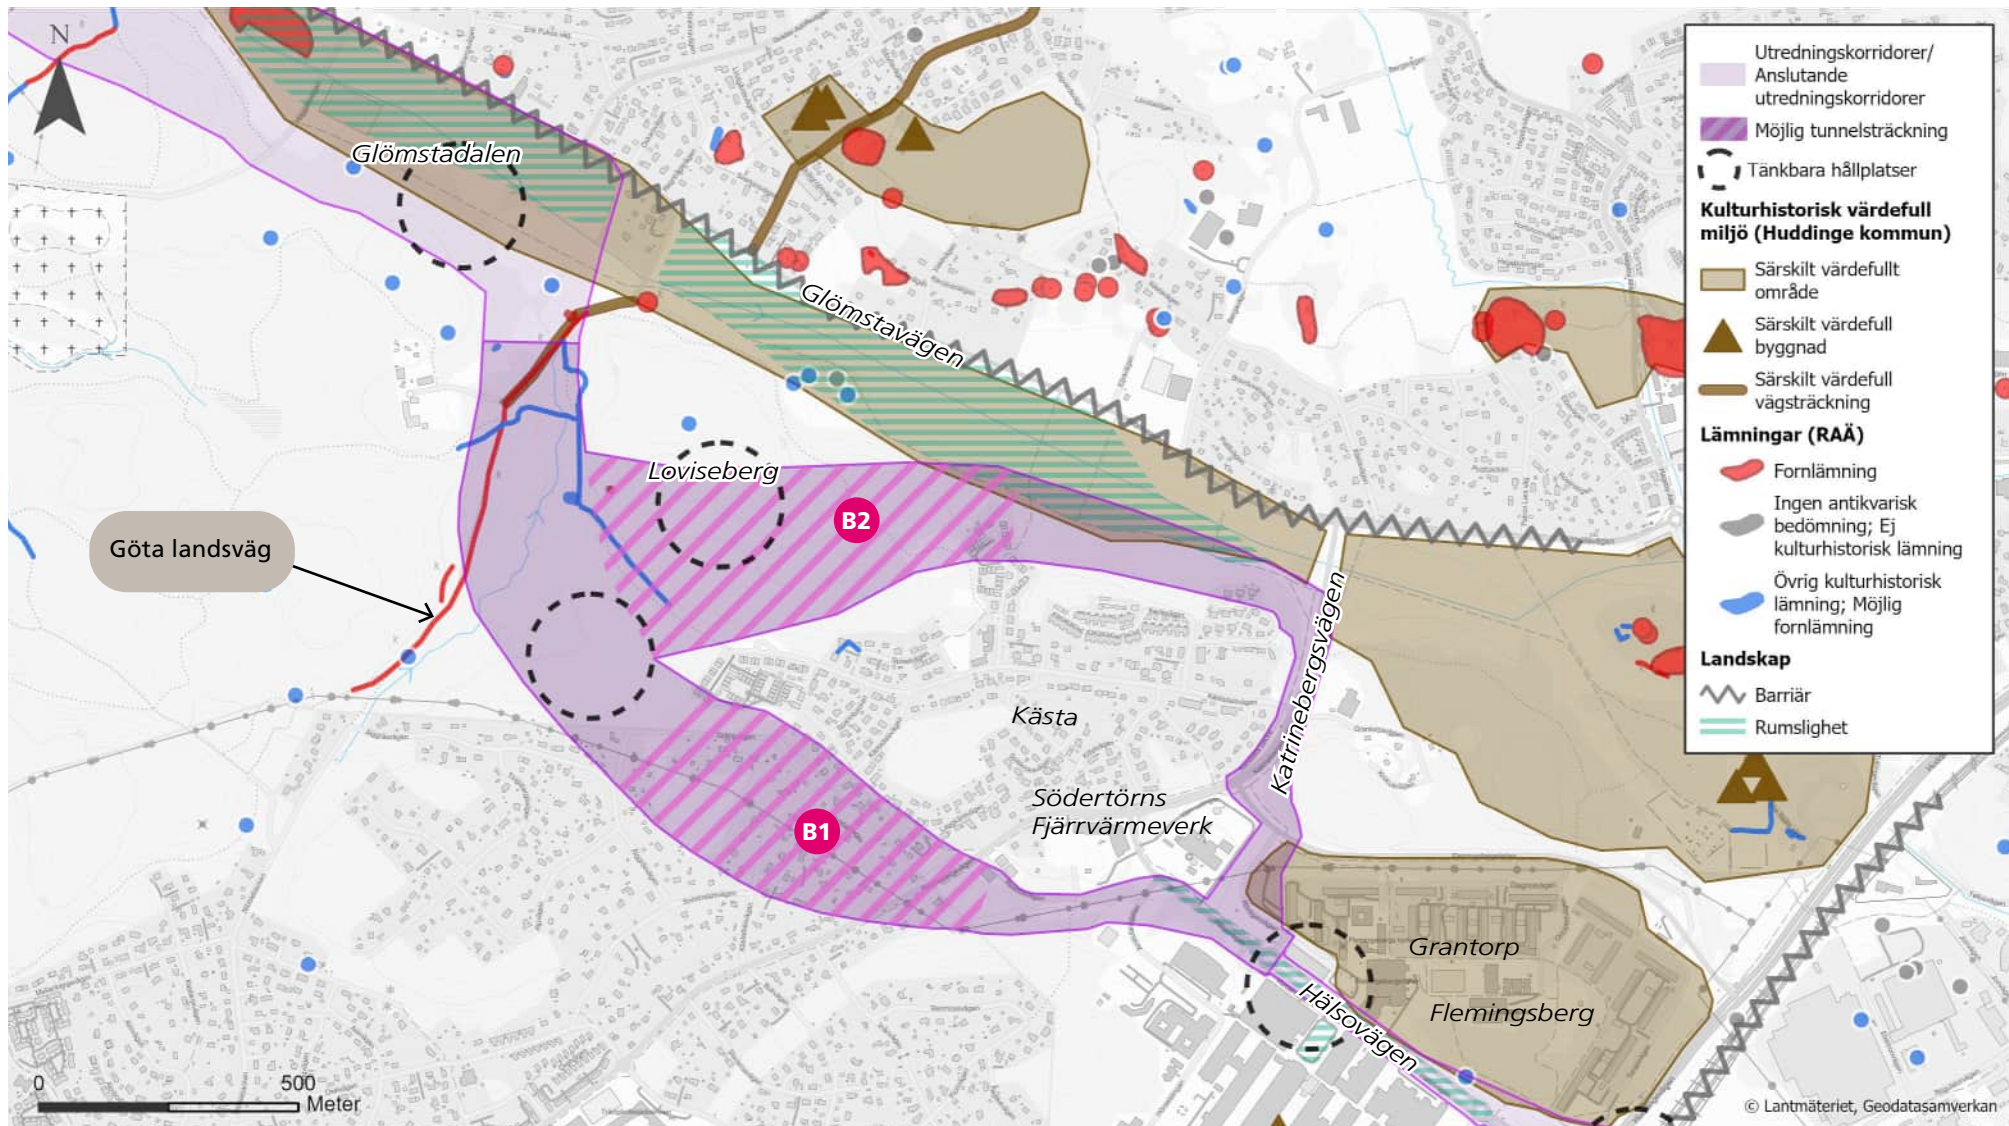 N
Glömstadalen
Glömstavägen
Loviseberg
B2
Göta landsväg
Katrinebergsvägen
Kästa
Södertörns
Fjärrvärmeverk
B1
Grantorp
Flemingsberg
Hälsovägen
0
500
Meter
Utredningskorridorer/
Anslutande
utredningskorridorer
Möjlig tunnelsträckning
Tänkbara hållplatser
Kulturhistorisk värdefull
miljö (Huddinge kommun)
Särskilt värdefullt
område
Särskilt värdefull
byggnad
Särskilt värdefull
vägsträckning
Lämningar (RAÄ)
Fornlämning
Ingen antikvarisk
bedömning; Ej
kulturhistorisk lämning
Övrig kulturhistorisk
lämning; Möjlig
fornlämning
Landskap
Barriär
Rumslighet
© Lantmäteriet, Geodatasamverkan